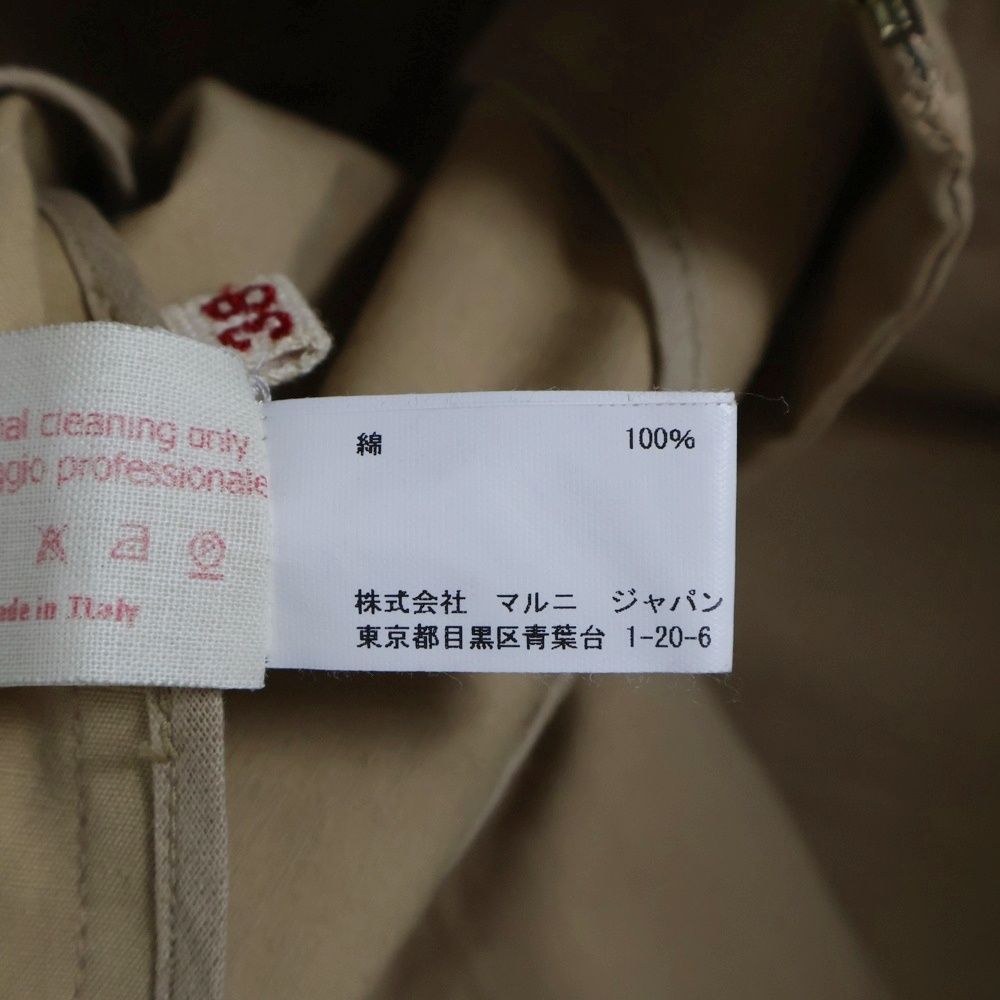 38
nal cleaning only
ggio professionale
P
ade in Italy
綿 100%
株式会社 マルニ ジャパン
東京都目黒区青葉台 1-20-6